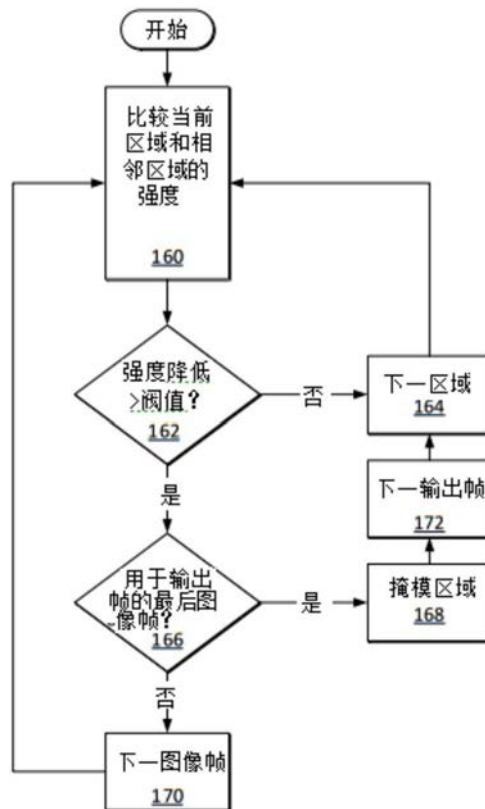 开始
比较当前
区域和相
邻区域的
强度
160
强度降低
>阀值?
162
否
下一区域
164
是
下一输出帧
172
用于输出
帧的最后图
像帧?
166
是
掩模区域
168
否
下一图像帧
170